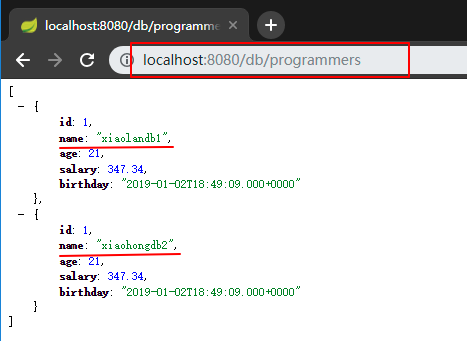 localhost:8080/db/programme
localhost:8080/db/programmers
[
- {
id: 1,
name: "xiaolandb1",
age: 21,
salary: 347.34,
birthday: "2019-01-02T18:49:09.000+0000"
},
- {
id: 1,
name: "xiaohongdb2",
age: 21,
salary: 347.34,
birthday: "2019-01-02T18:49:09.000+0000"
}
]